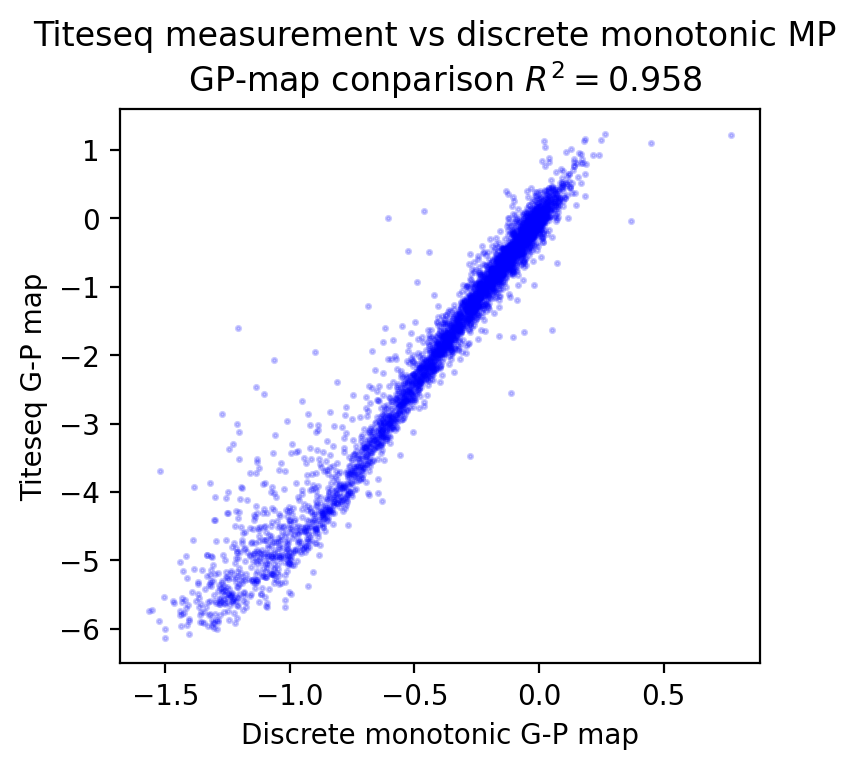 Titeseq measurement vs discrete monotonic MP
GP-map conparison $R^2 = 0.958$
1
0
−1
−2
−3
−4
−5
−6
Titeseq G-P map
−1.5 −1.0 −0.5 0.0 0.5
Discrete monotonic G-P map